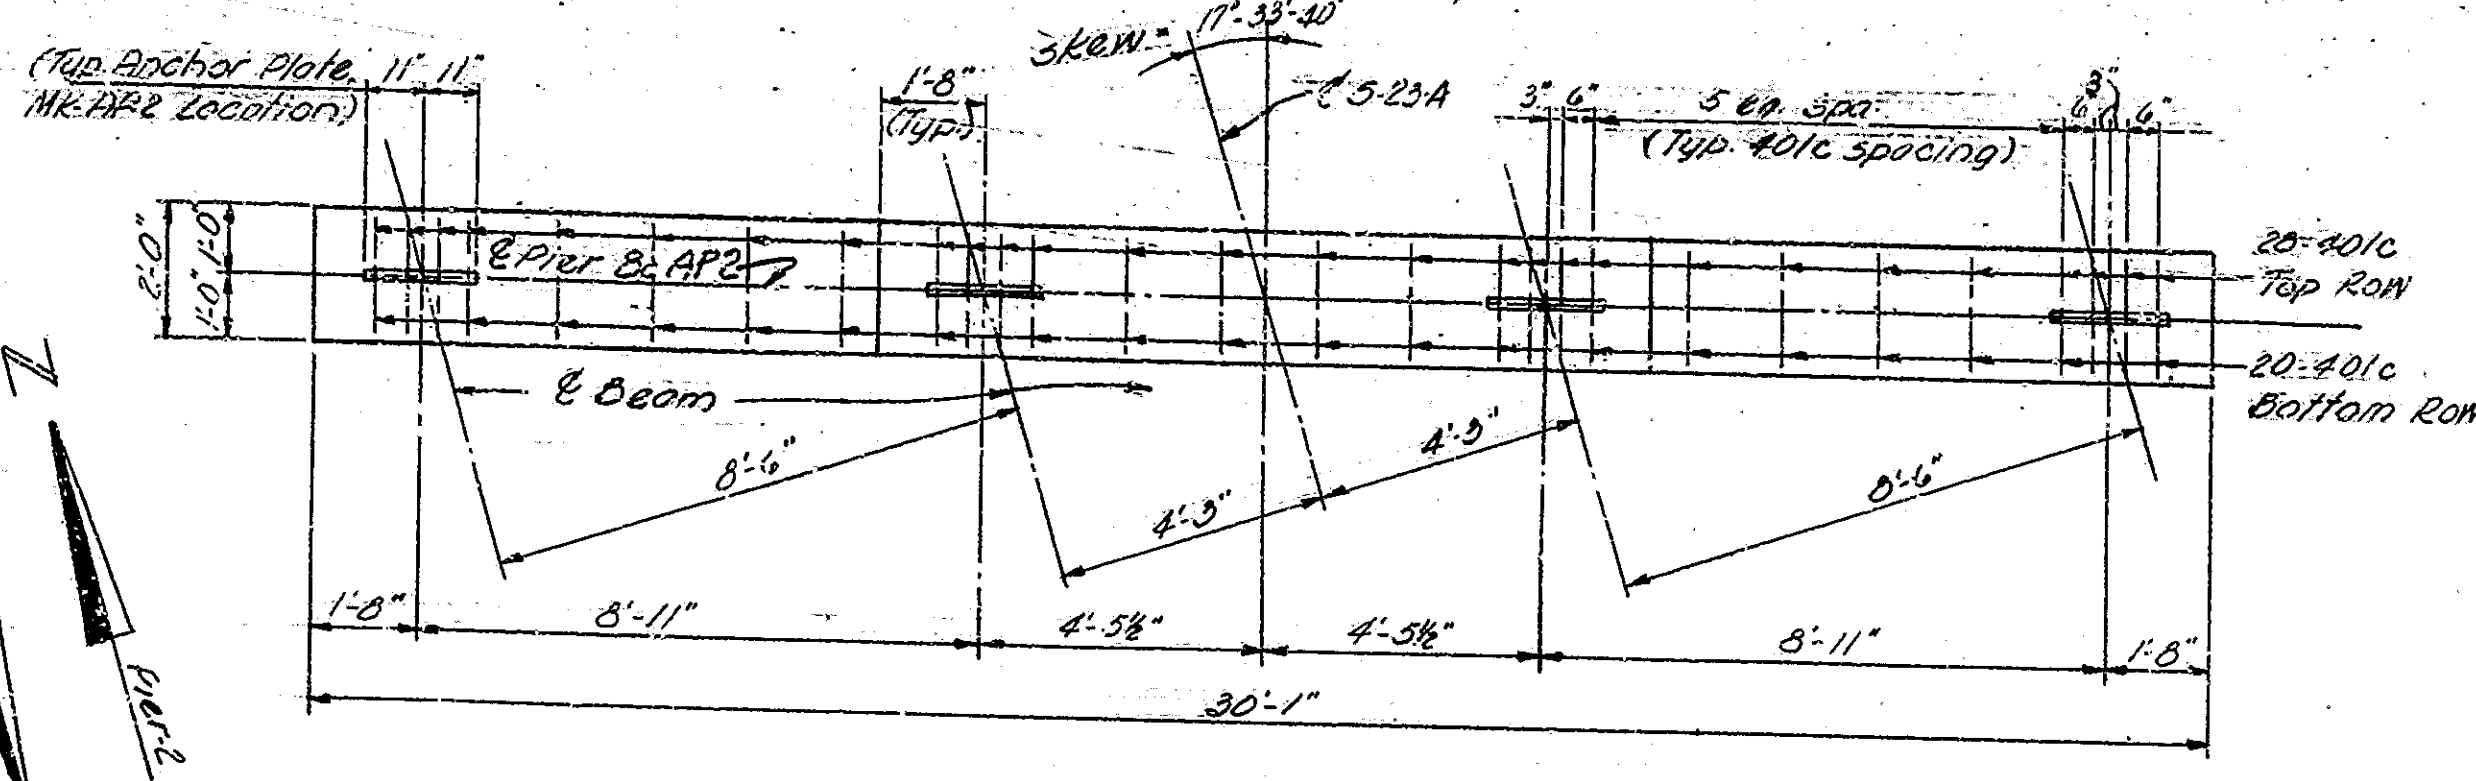 (Typ. Anchor Plate,
MK-AP2 Location)
11" 11"
1'-8"
(Typ.)
Skew =
17°-33'-40"
℄ S-23-A
3" 6"
5 eq. spa.
(Typ. 401c spacing)
3"
6" 6"
2'-0"
1'-0" 1'-0"
℄ Pier & AP2
28-401c
Top Row
20-401c
Bottom Row
℄ Beam
8'-6"
4'-3"
4'-3"
8'-6"
1'-8"
8'-11"
4'-5½"
4'-5½"
8'-11"
1'-8"
30'-1"
Pier-2